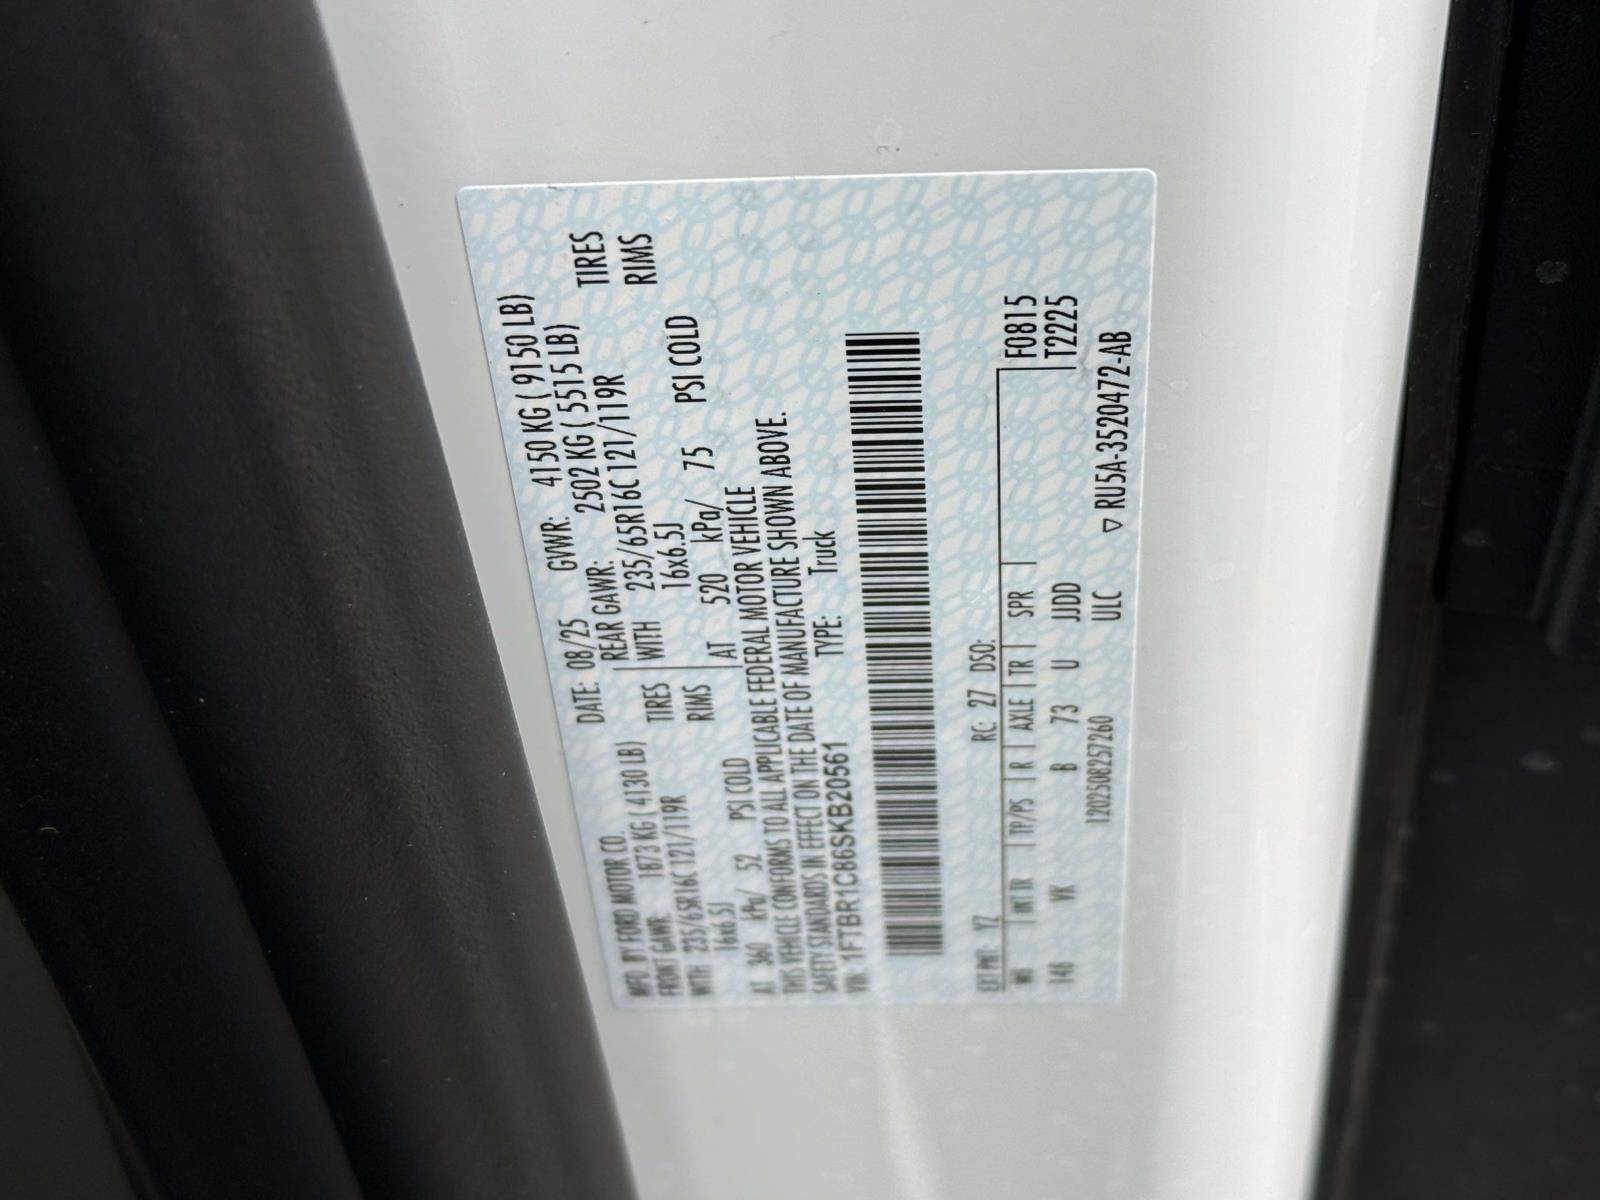 MFD. BY FORD MOTOR CO.
DATE: 08/25 GVWR: 4150 KG ( 9150 LB)
FRONT GAWR: 1873 KG ( 4130 LB) REAR GAWR: 2502 KG ( 5515 LB)
WITH 235/65R16C 121/119R TIRES WITH 235/65R16C 121/119R TIRES
16x6.5J RIMS 16x6.5J RIMS
AT 360 kPa/ 52 PSI COLD AT 520 kPa/ 75 PSI COLD
THIS VEHICLE CONFORMS TO ALL APPLICABLE FEDERAL MOTOR VEHICLE
SAFETY STANDARDS IN EFFECT ON THE DATE OF MANUFACTURE SHOWN ABOVE.
VIN: 1FTBR1C86SKB20561 TYPE: Truck
EXT PNT: YZ RC: 27 DSO: F0815
WB INT TR TP/PS R AXLE TR SPR T2225
148 VK B 73 U JJDD
1202508257260 ULC ▽ RU5A-3520472-AB